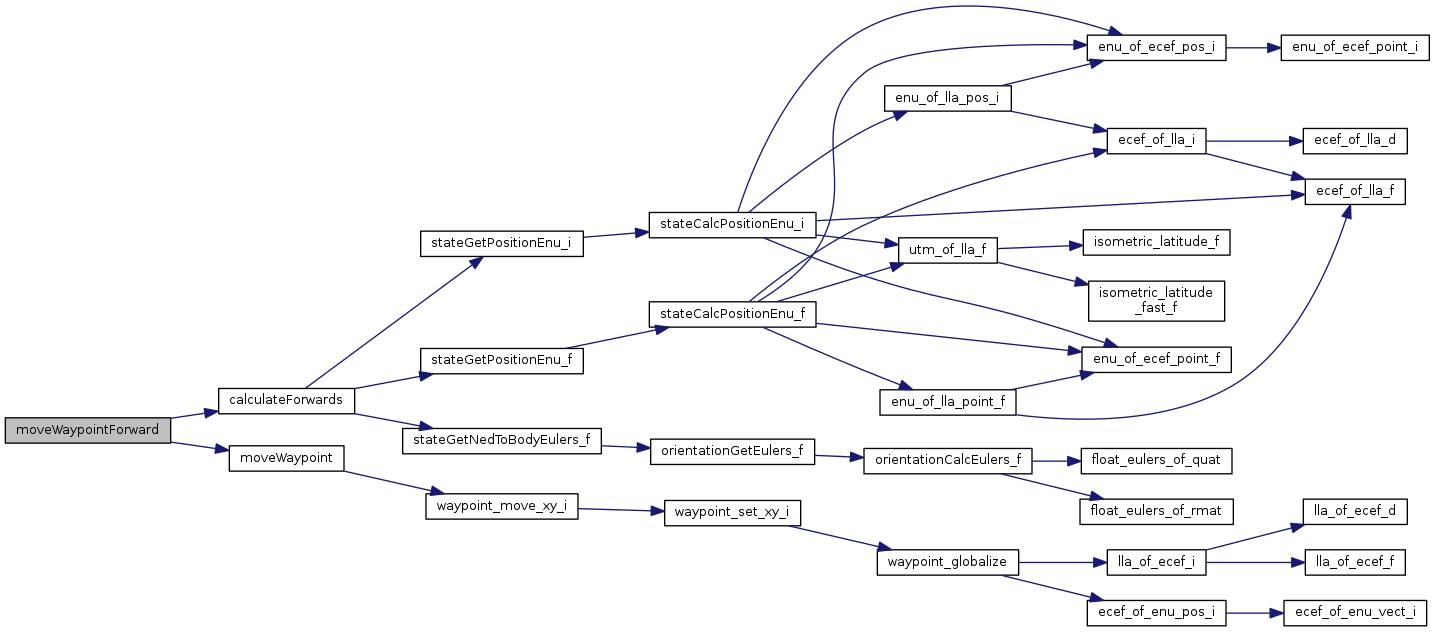 enu_of_ecef_pos_i
enu_of_ecef_point_i
enu_of_lla_pos_i
ecef_of_lla_i
ecef_of_lla_d
ecef_of_lla_f
stateCalcPositionEnu_i
stateGetPositionEnu_i
utm_of_lla_f
isometric_latitude_f
isometric_latitude
_fast_f
stateCalcPositionEnu_f
stateGetPositionEnu_f
enu_of_ecef_point_f
calculateForwards
enu_of_lla_point_f
moveWaypointForward
stateGetNedToBodyEulers_f
orientationGetEulers_f
orientationCalcEulers_f
float_eulers_of_quat
moveWaypoint
waypoint_move_xy_i
waypoint_set_xy_i
float_eulers_of_rmat
lla_of_ecef_d
waypoint_globalize
lla_of_ecef_i
lla_of_ecef_f
ecef_of_enu_pos_i
ecef_of_enu_vect_i